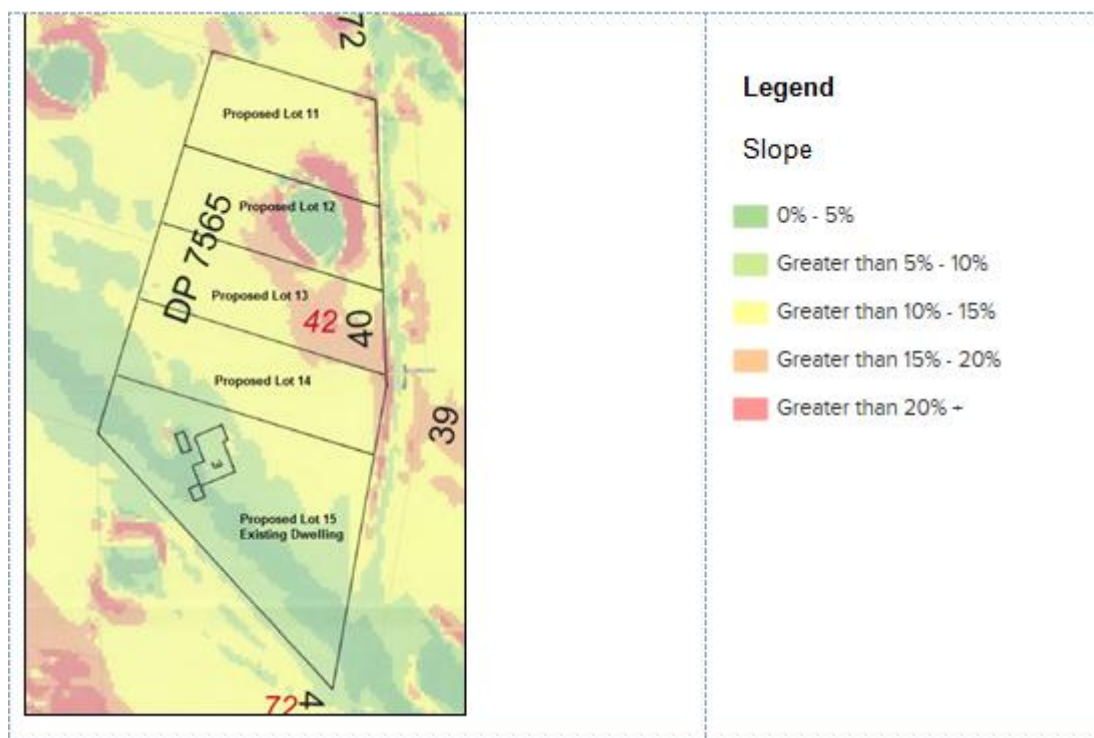 72
Proposed Lot 11
Proposed Lot 12
DP 7565
Proposed Lot 13
42
40
Proposed Lot 14
39
3
Proposed Lot 15
Existing Dwelling
72
4
Legend
Slope
0% - 5%
Greater than 5% - 10%
Greater than 10% - 15%
Greater than 15% - 20%
Greater than 20% +